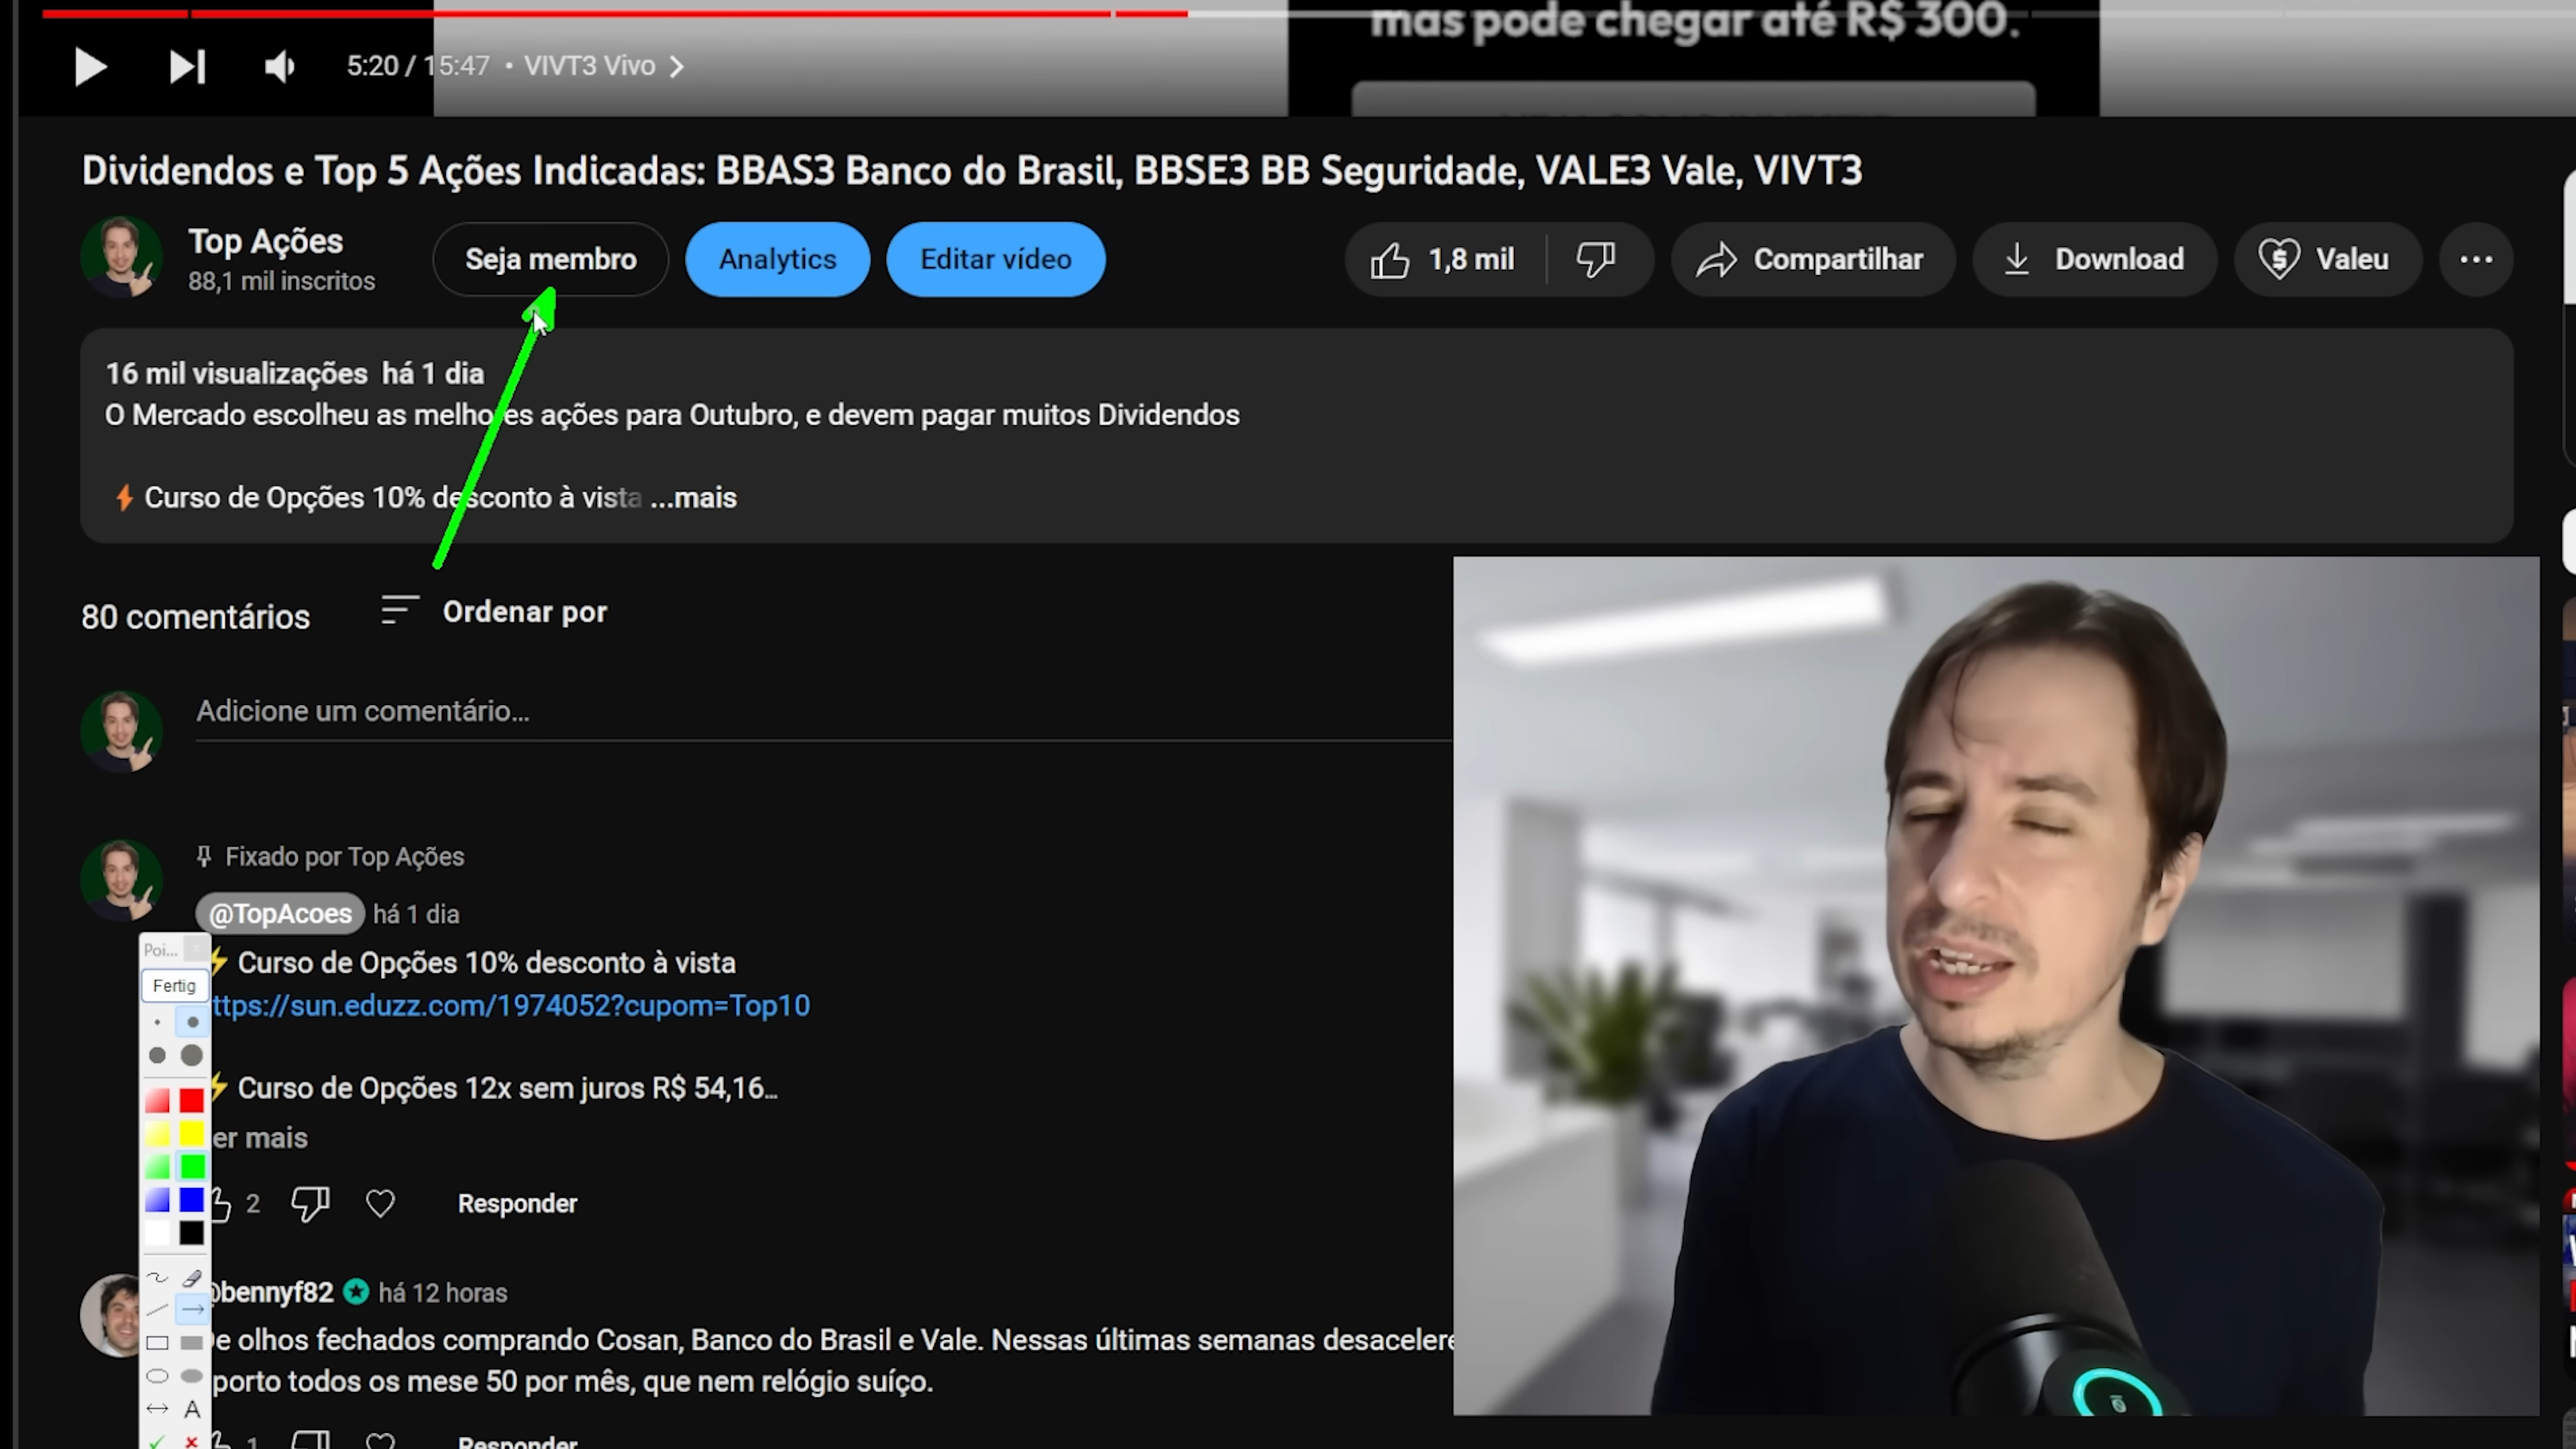 mas pode chegar até R$ 300.
5:20 / 15:47 • VIVT3 Vivo
Dividendos e Top 5 Ações Indicadas: BBAS3 Banco do Brasil, BBSE3 BB Seguridade, VALE3 Vale, VIVT3
Top Ações
88,1 mil inscritos
Seja membro
Analytics
Editar vídeo
1,8 mil
Compartilhar
Download
Valeu
16 mil visualizações há 1 dia
O Mercado escolheu as melhores ações para Outubro, e devem pagar muitos Dividendos
Curso de Opções 10% desconto à vista ...mais
80 comentários
Ordenar por
Adicione um comentário...
Fixado por Top Ações
@TopAcoes há 1 dia
Poi...
Fertig
Curso de Opções 10% desconto à vista
ttps://sun.eduzz.com/1974052?cupom=Top10
Curso de Opções 12x sem juros R$ 54,16...
er mais
2
Responder
@bennyf82 há 12 horas
e olhos fechados comprando Cosan, Banco do Brasil e Vale. Nessas últimas semanas desacelere
porto todos os mese 50 por mês, que nem relógio suíço.
A
1
Responder